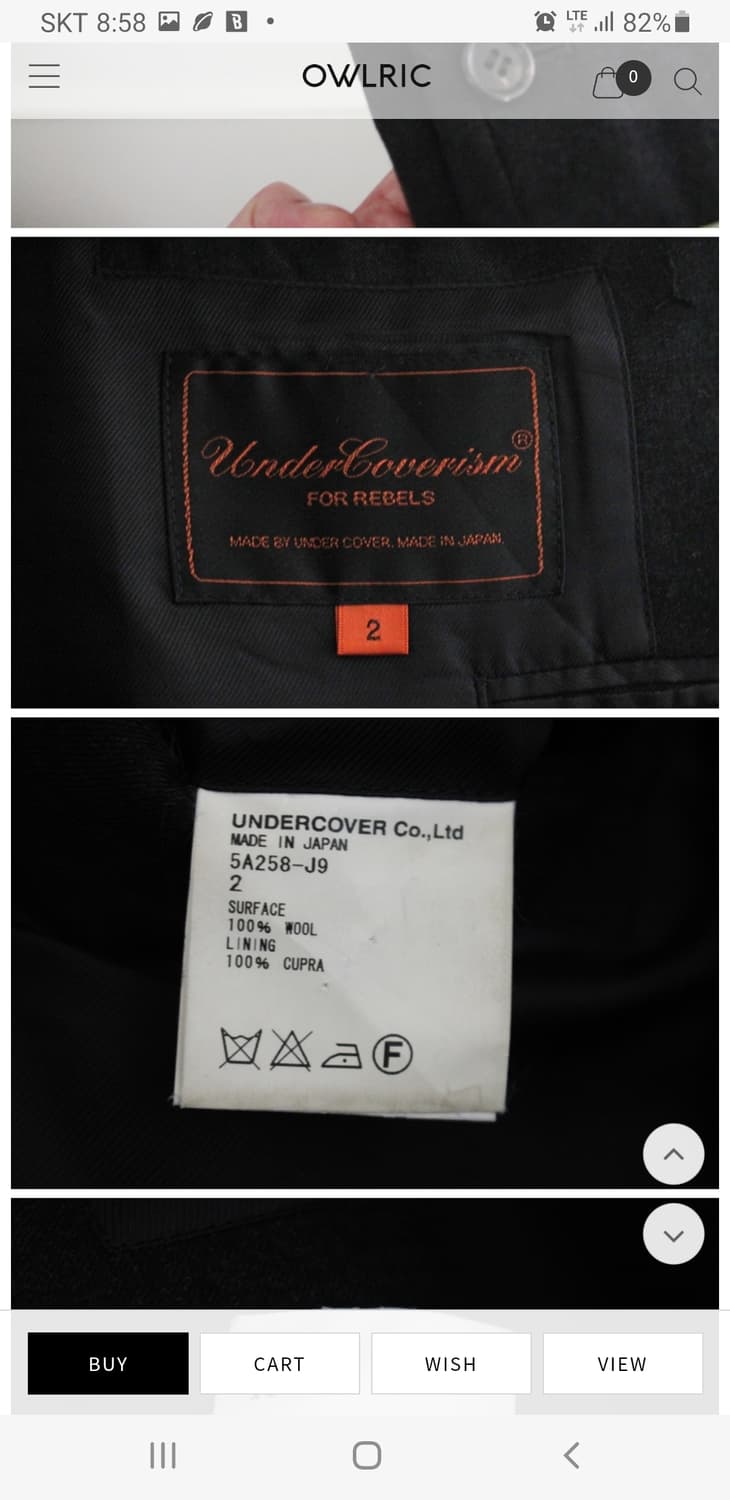 SKT 8:58
LTE
82%
OWLRIC
0
UnderCoverism®
FOR REBELS
MADE BY UNDER COVER. MADE IN JAPAN.
2
UNDERCOVER Co.,Ltd
MADE IN JAPAN
5A258-J9
2
SURFACE
100% WOOL
LINING
100% CUPRA
F
BUY
CART
WISH
VIEW